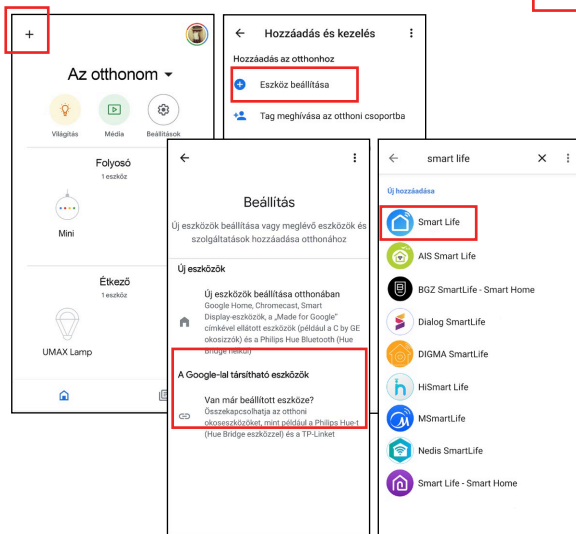 +
Az otthonom
Világítás
Média
Beállítások
Folyosó
1 eszköz
Mini
Étkező
1 eszköz
UMAX Lamp
Hozzáadás és kezelés
Hozzáadás az otthonhoz
Eszköz beállítása
Tag meghívása az otthoni csoportba
Beállítás
Új eszközök beállítása vagy meglévő eszközök és
szolgáltatások hozzáadása otthonához
Új eszközök
Új eszközök beállítása otthonában
Google Home, Chromecast, Smart
Display-eszközök, a „Made for Google”
címkével ellátott eszközök (például a C by GE
okosizzók) és a Philips Hue Bluetooth (Hue
Bridge nélkül)
A Google-lal társítható eszközök
Van már beállított eszköze?
Összekapcsolhatja az otthoni
okoseszközöket, mint például a Philips Hue-t
(Hue Bridge eszközzel) és a TP-Linket
smart life
Új hozzáadása
Smart Life
AIS Smart Life
BGZ SmartLife - Smart Home
Dialog SmartLife
DIGMA SmartLife
HiSmart Life
MSmartLife
Nedis SmartLife
Smart Life - Smart Home